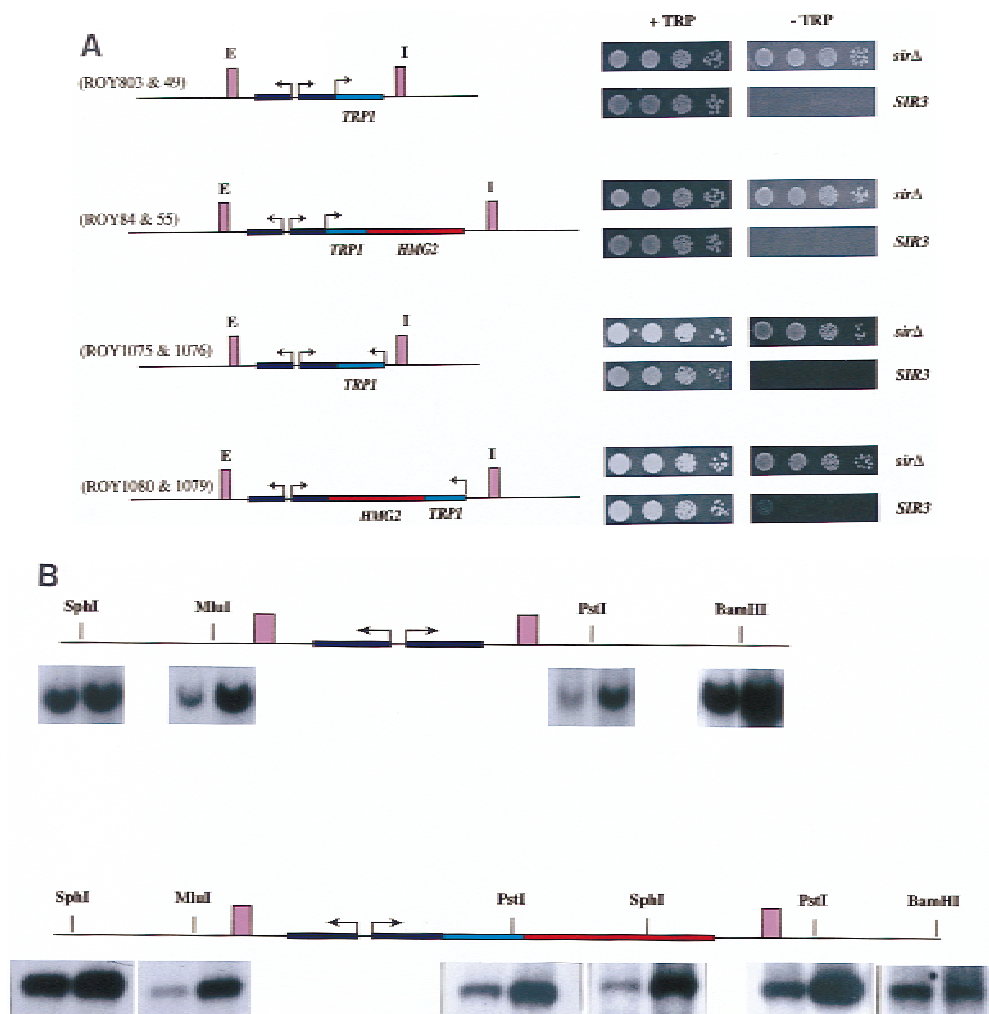 A
+ TRP - TRP
E I
(ROY803 & 49)
TRP1
sirΔ
SIR3
E I
(ROY84 & 55)
TRP1 HMG2
sirΔ
SIR3
E I
(ROY1075 & 1076)
TRP1
sirΔ
SIR3
E I
(ROY1080 & 1079)
HMG2 TRP1
sirΔ
SIR3
B
SphI MluI PstI BamHI
SphI MluI PstI SphI PstI BamHI